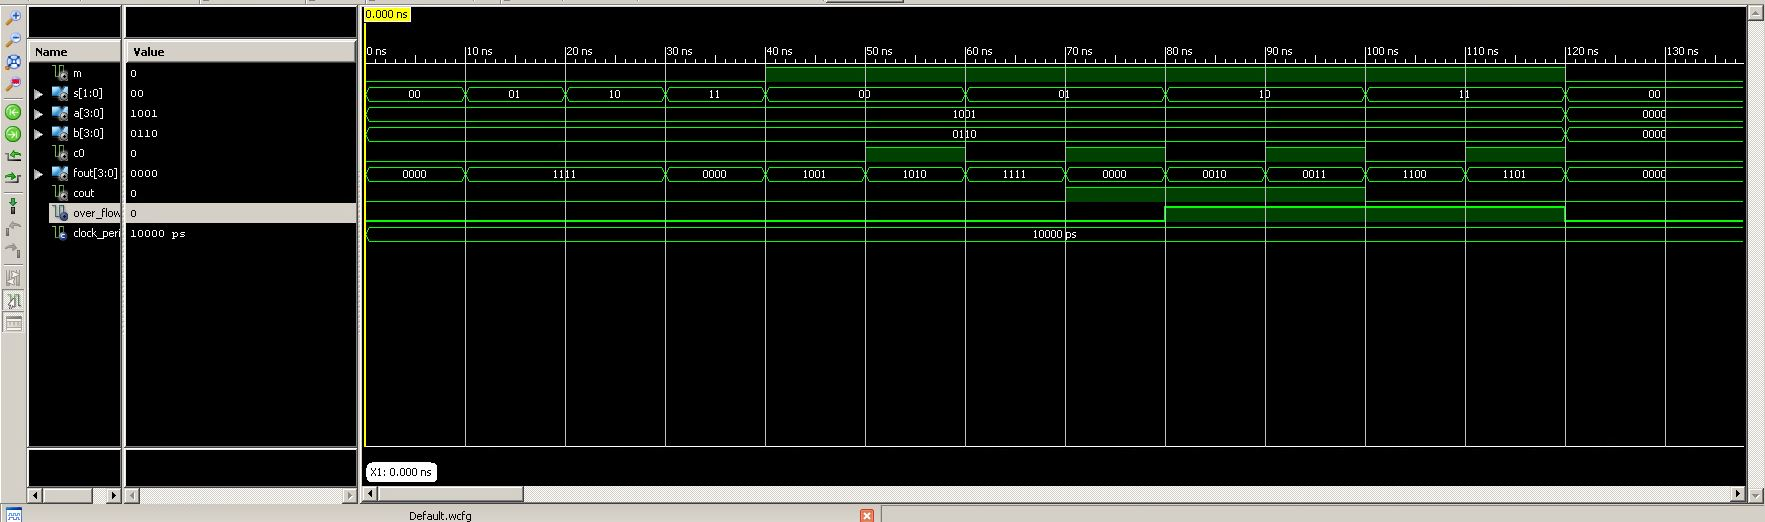 0.000 ns
Name Value
0 ns 10 ns 20 ns 30 ns 40 ns 50 ns 60 ns 70 ns 80 ns 90 ns 100 ns 110 ns 120 ns 130 ns
m 0
s[1:0] 00 00 01 10 11 00 01 10 11 00
a[3:0] 1001 1001 0000
b[3:0] 0110 0110 0000
c0 0
fout[3:0] 0000 0000 1111 0000 1001 1010 1111 0000 0010 0011 1100 1101 0000
cout 0
over_flow 0
clock_peri 10000 ps 10000 ps
X1: 0.000 ns
Default.wcfg